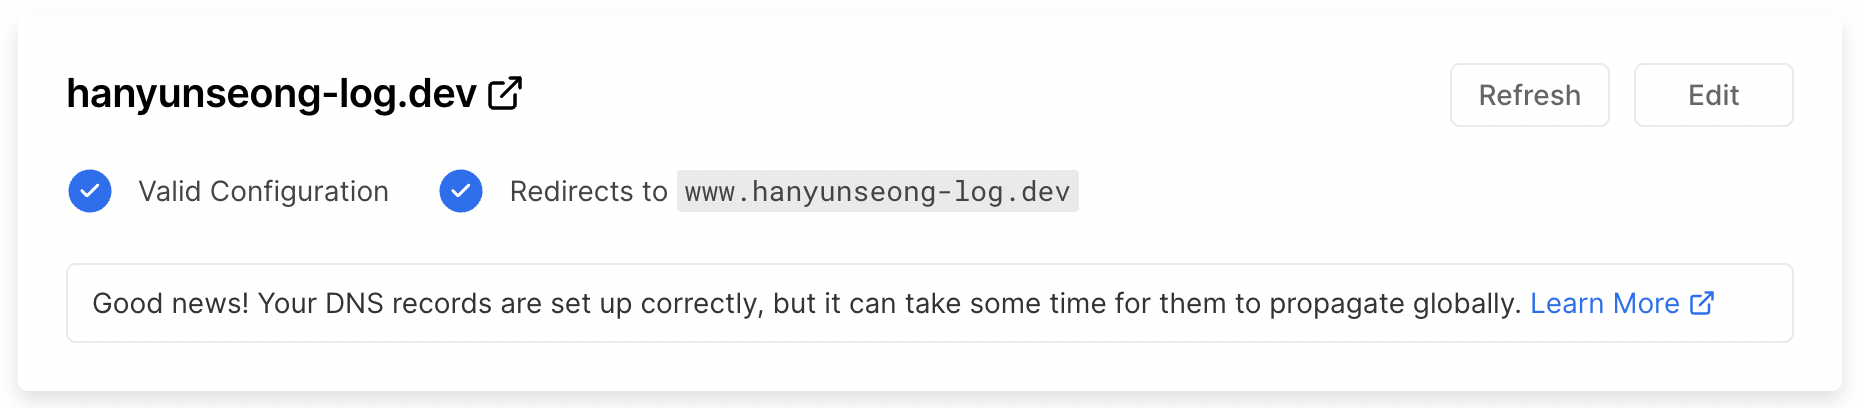 hanyunseong-log.dev
Refresh
Edit
Valid Configuration
Redirects to www.hanyunseong-log.dev
Good news! Your DNS records are set up correctly, but it can take some time for them to propagate globally. Learn More